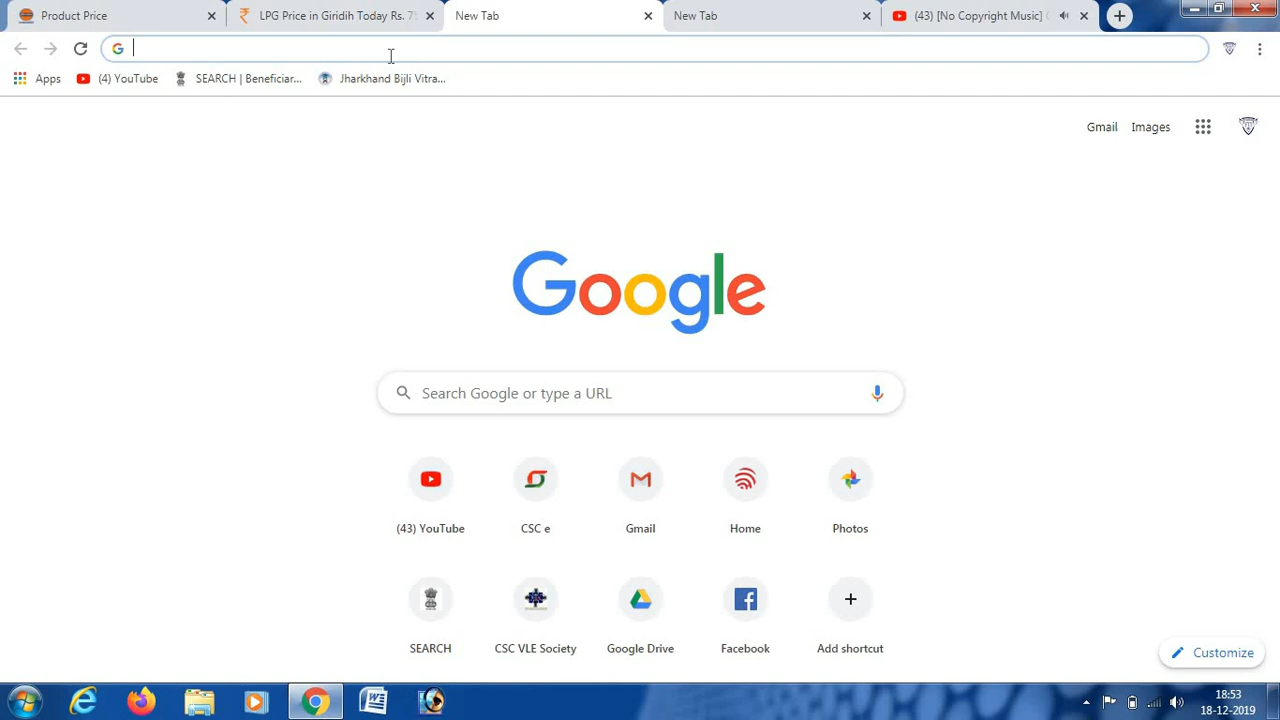 Product Price
LPG Price in Giridih Today Rs. 7
New Tab
New Tab
(43) [No Copyright Music]
Apps
(4) YouTube
SEARCH | Beneficiar...
Jharkhand Bijli Vitra...
Gmail
Images
Google
Search Google or type a URL
(43) YouTube
CSC e
Gmail
Home
Photos
SEARCH
CSC VLE Society
Google Drive
Facebook
Add shortcut
Customize
18:53
18-12-2019